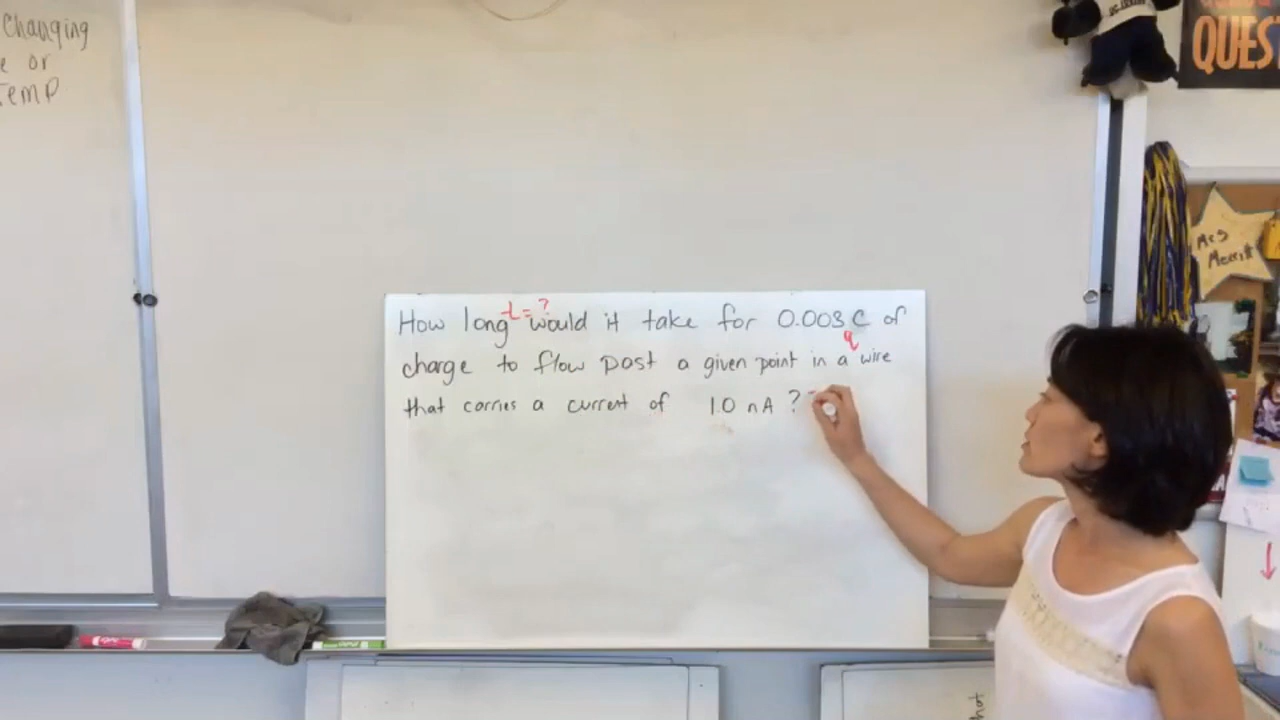 Changing
e or
Temp
QUES
Mrs
Merritt
t = ?
How long would it take for 0.003 C of
q
charge to flow past a given point in a wire
that carries a current of 1.0 nA ?